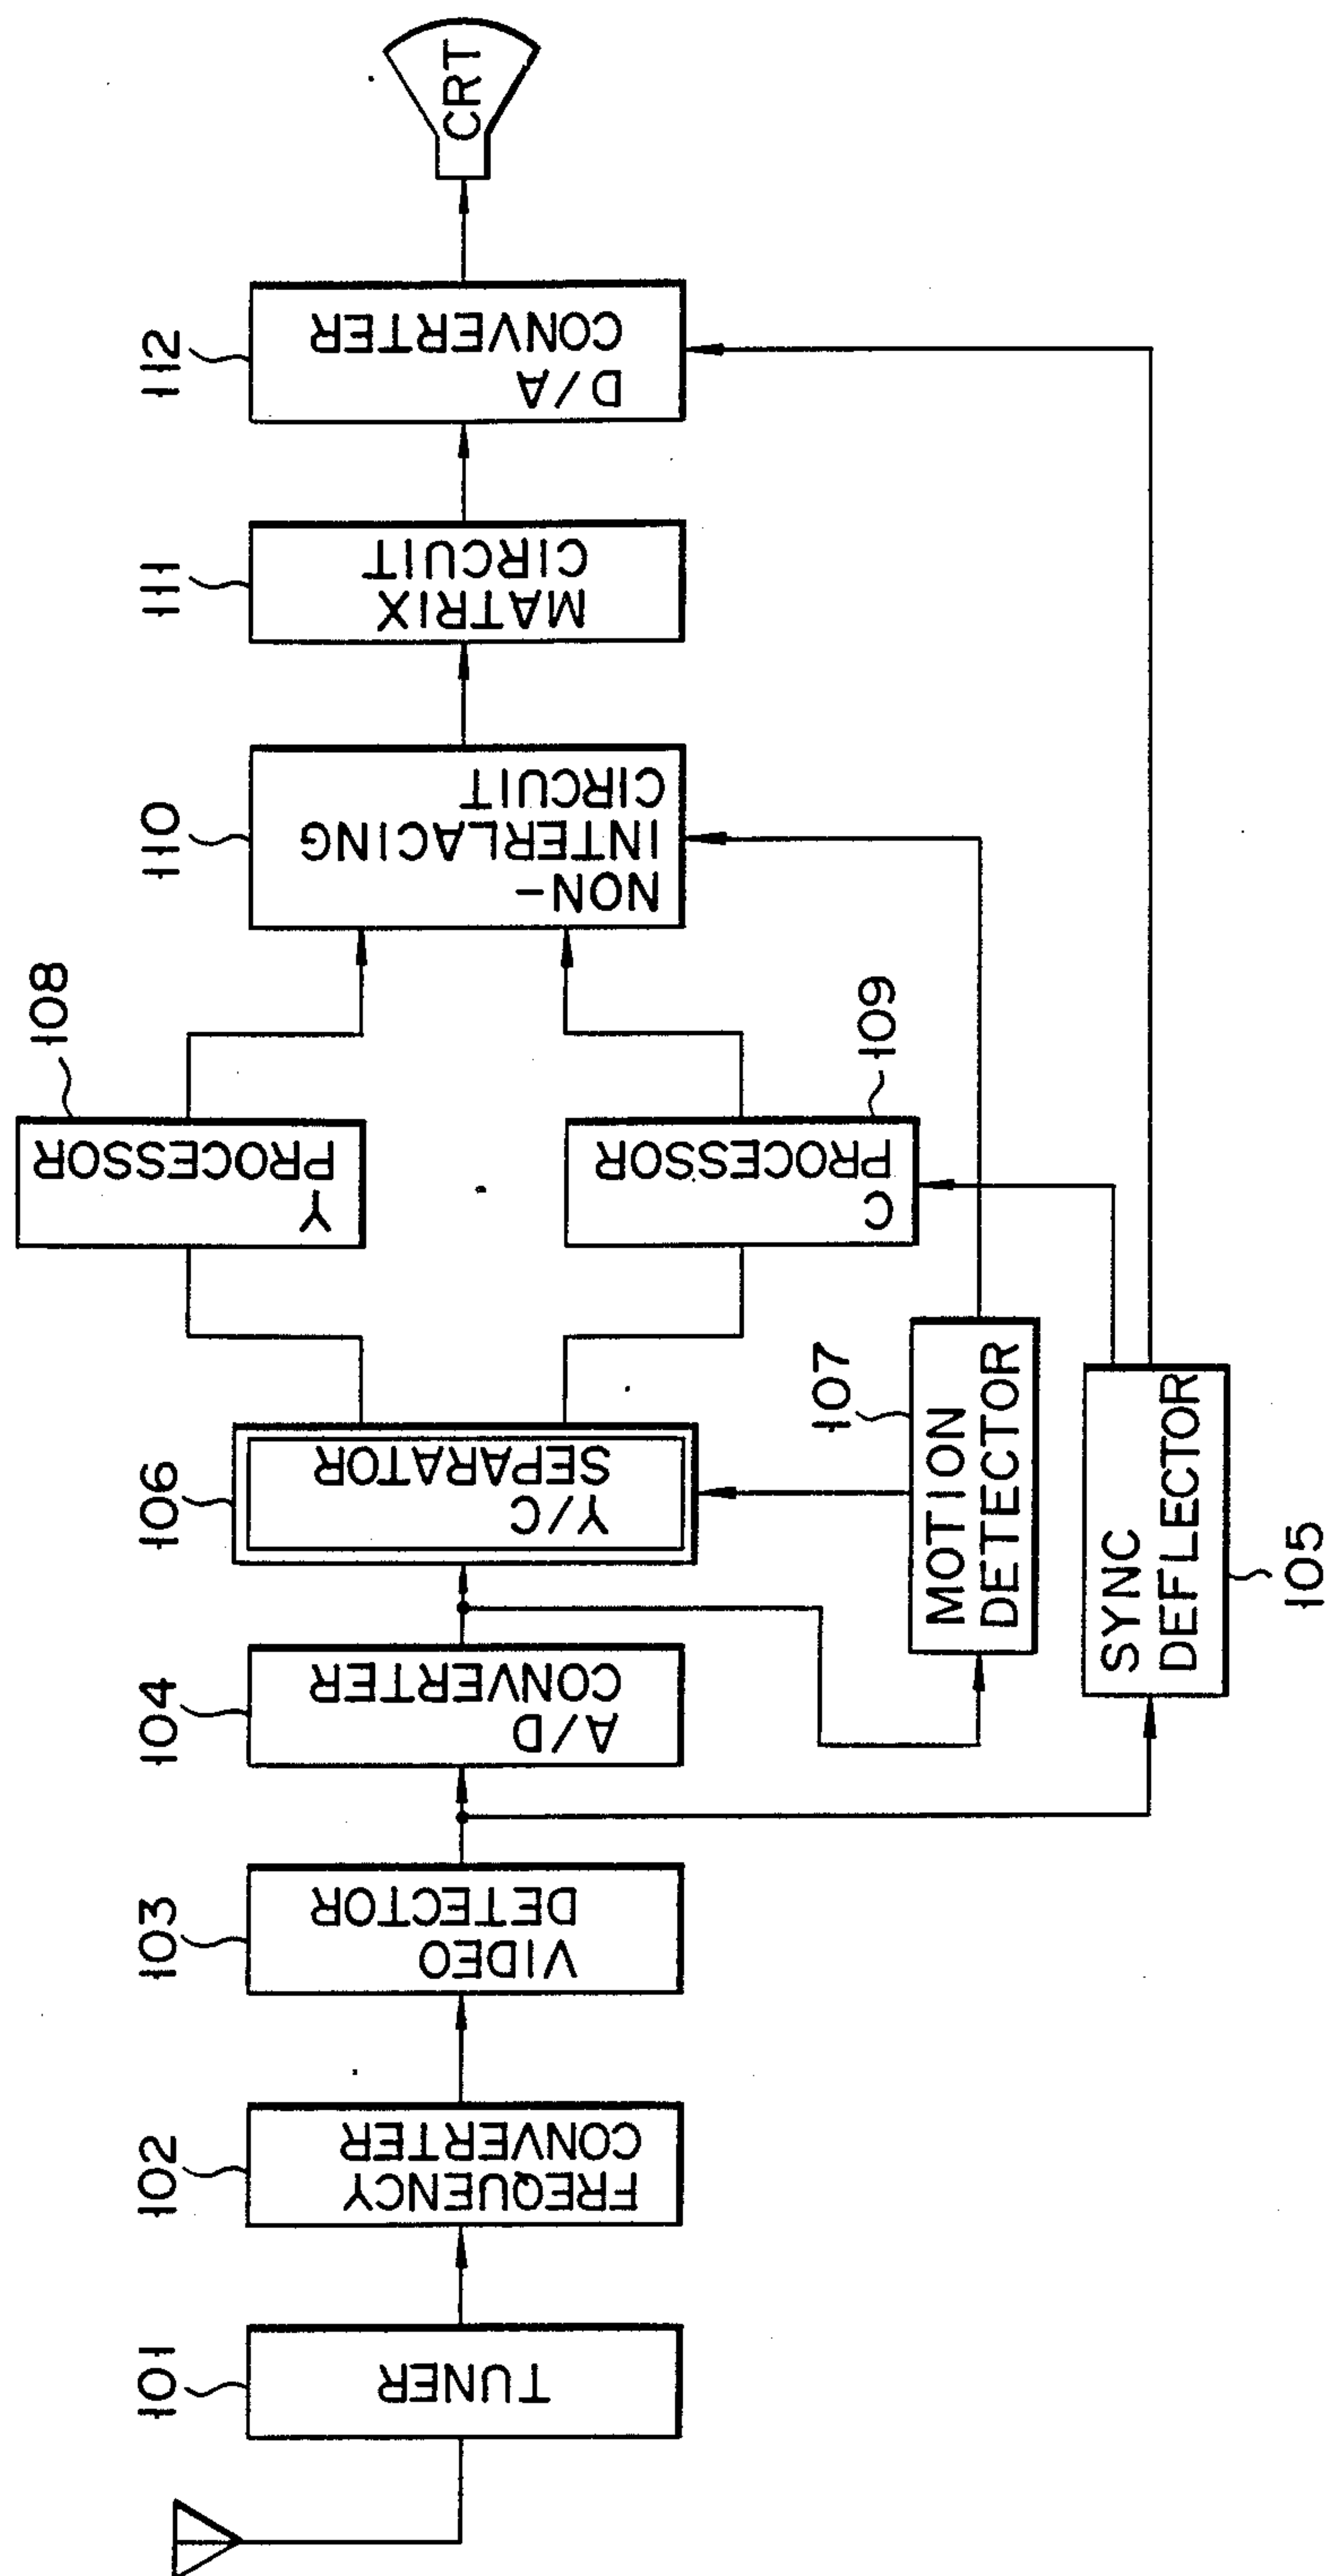 101
TUNER
102
FREQUENCY
CONVERTER
103
VIDEO
DETECTOR
104
A/D
CONVERTER
106
Y/C
SEPARATOR
107
MOTION
DETECTOR
SYNC
DEFLECTOR
105
108
Y
PROCESSOR
109
C
PROCESSOR
110
NON-
INTERLACING
CIRCUIT
111
MATRIX
CIRCUIT
112
D/A
CONVERTER
CRT